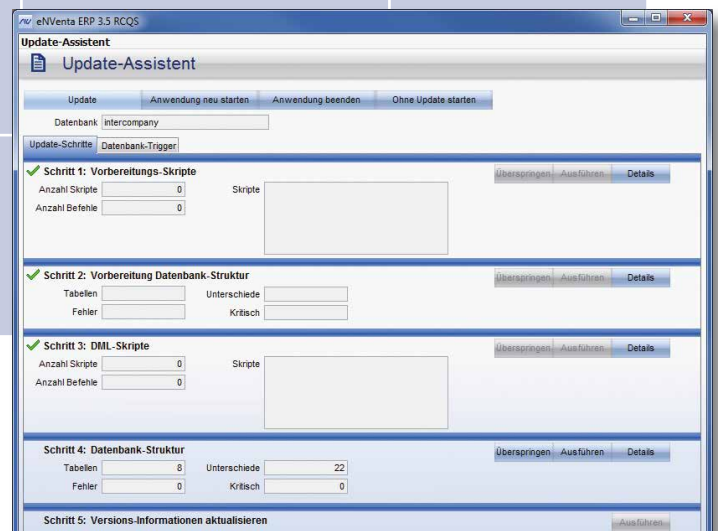 eNVenta ERP 3.5 RCQS
Update-Assistent
Update-Assistent
Update Anwendung neu starten Anwendung beenden Ohne Update starten
Datenbank intercompany
Update-Schritte Datenbank-Trigger
Schritt 1: Vorbereitungs-Skripte Überspringen Ausführen Details
Anzahl Skripte 0 Skripte
Anzahl Befehle 0
Schritt 2: Vorbereitung Datenbank-Struktur Überspringen Ausführen Details
Tabellen Unterschiede
Fehler Kritisch
Schritt 3: DML-Skripte Überspringen Ausführen Details
Anzahl Skripte 0 Skripte
Anzahl Befehle 0
Schritt 4: Datenbank-Struktur Überspringen Ausführen Details
Tabellen 8 Unterschiede 22
Fehler 0 Kritisch 0
Schritt 5: Versions-Informationen aktualisieren Ausführen